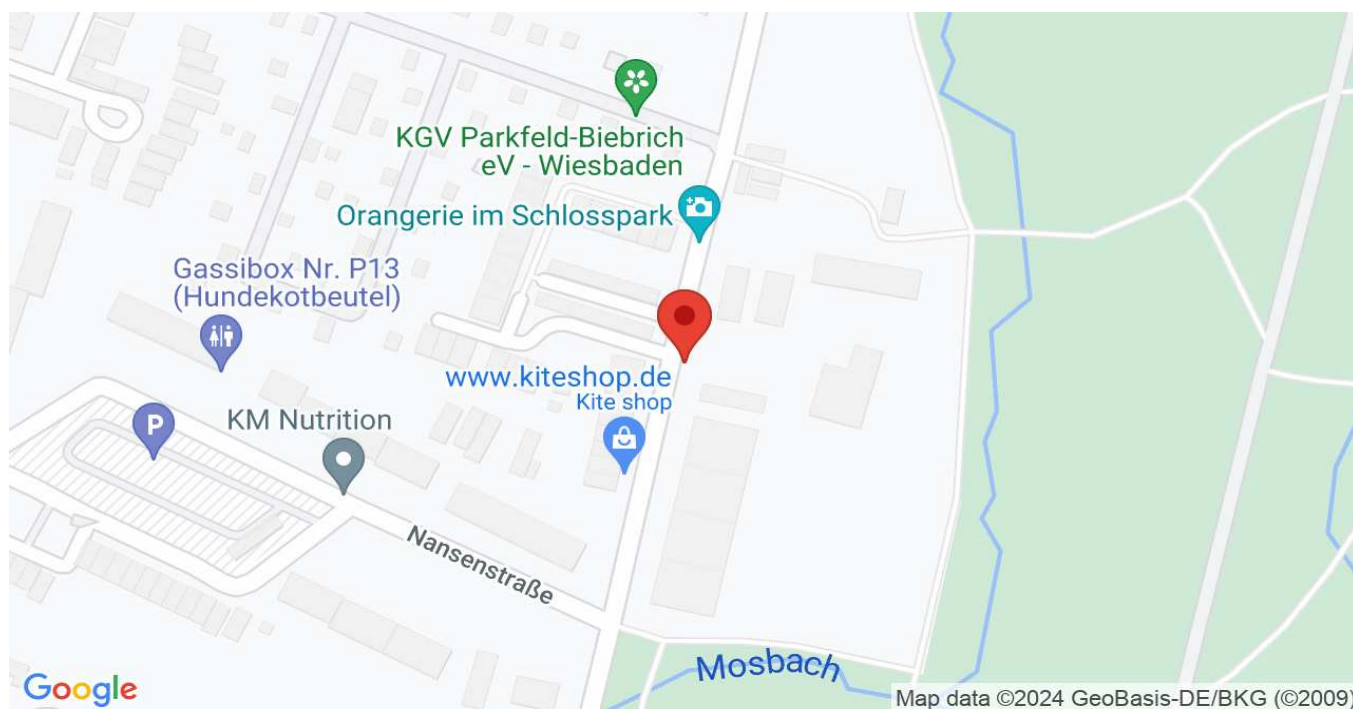 KGV Parkfeld-Biebrich
eV - Wiesbaden
Orangerie im Schlosspark
Gassibox Nr. P13
(Hundekotbeutel)
www.kiteshop.de
Kite shop
P
KM Nutrition
Nansenstraße
Mosbach
Google
Map data ©2024 GeoBasis-DE/BKG (©2009)